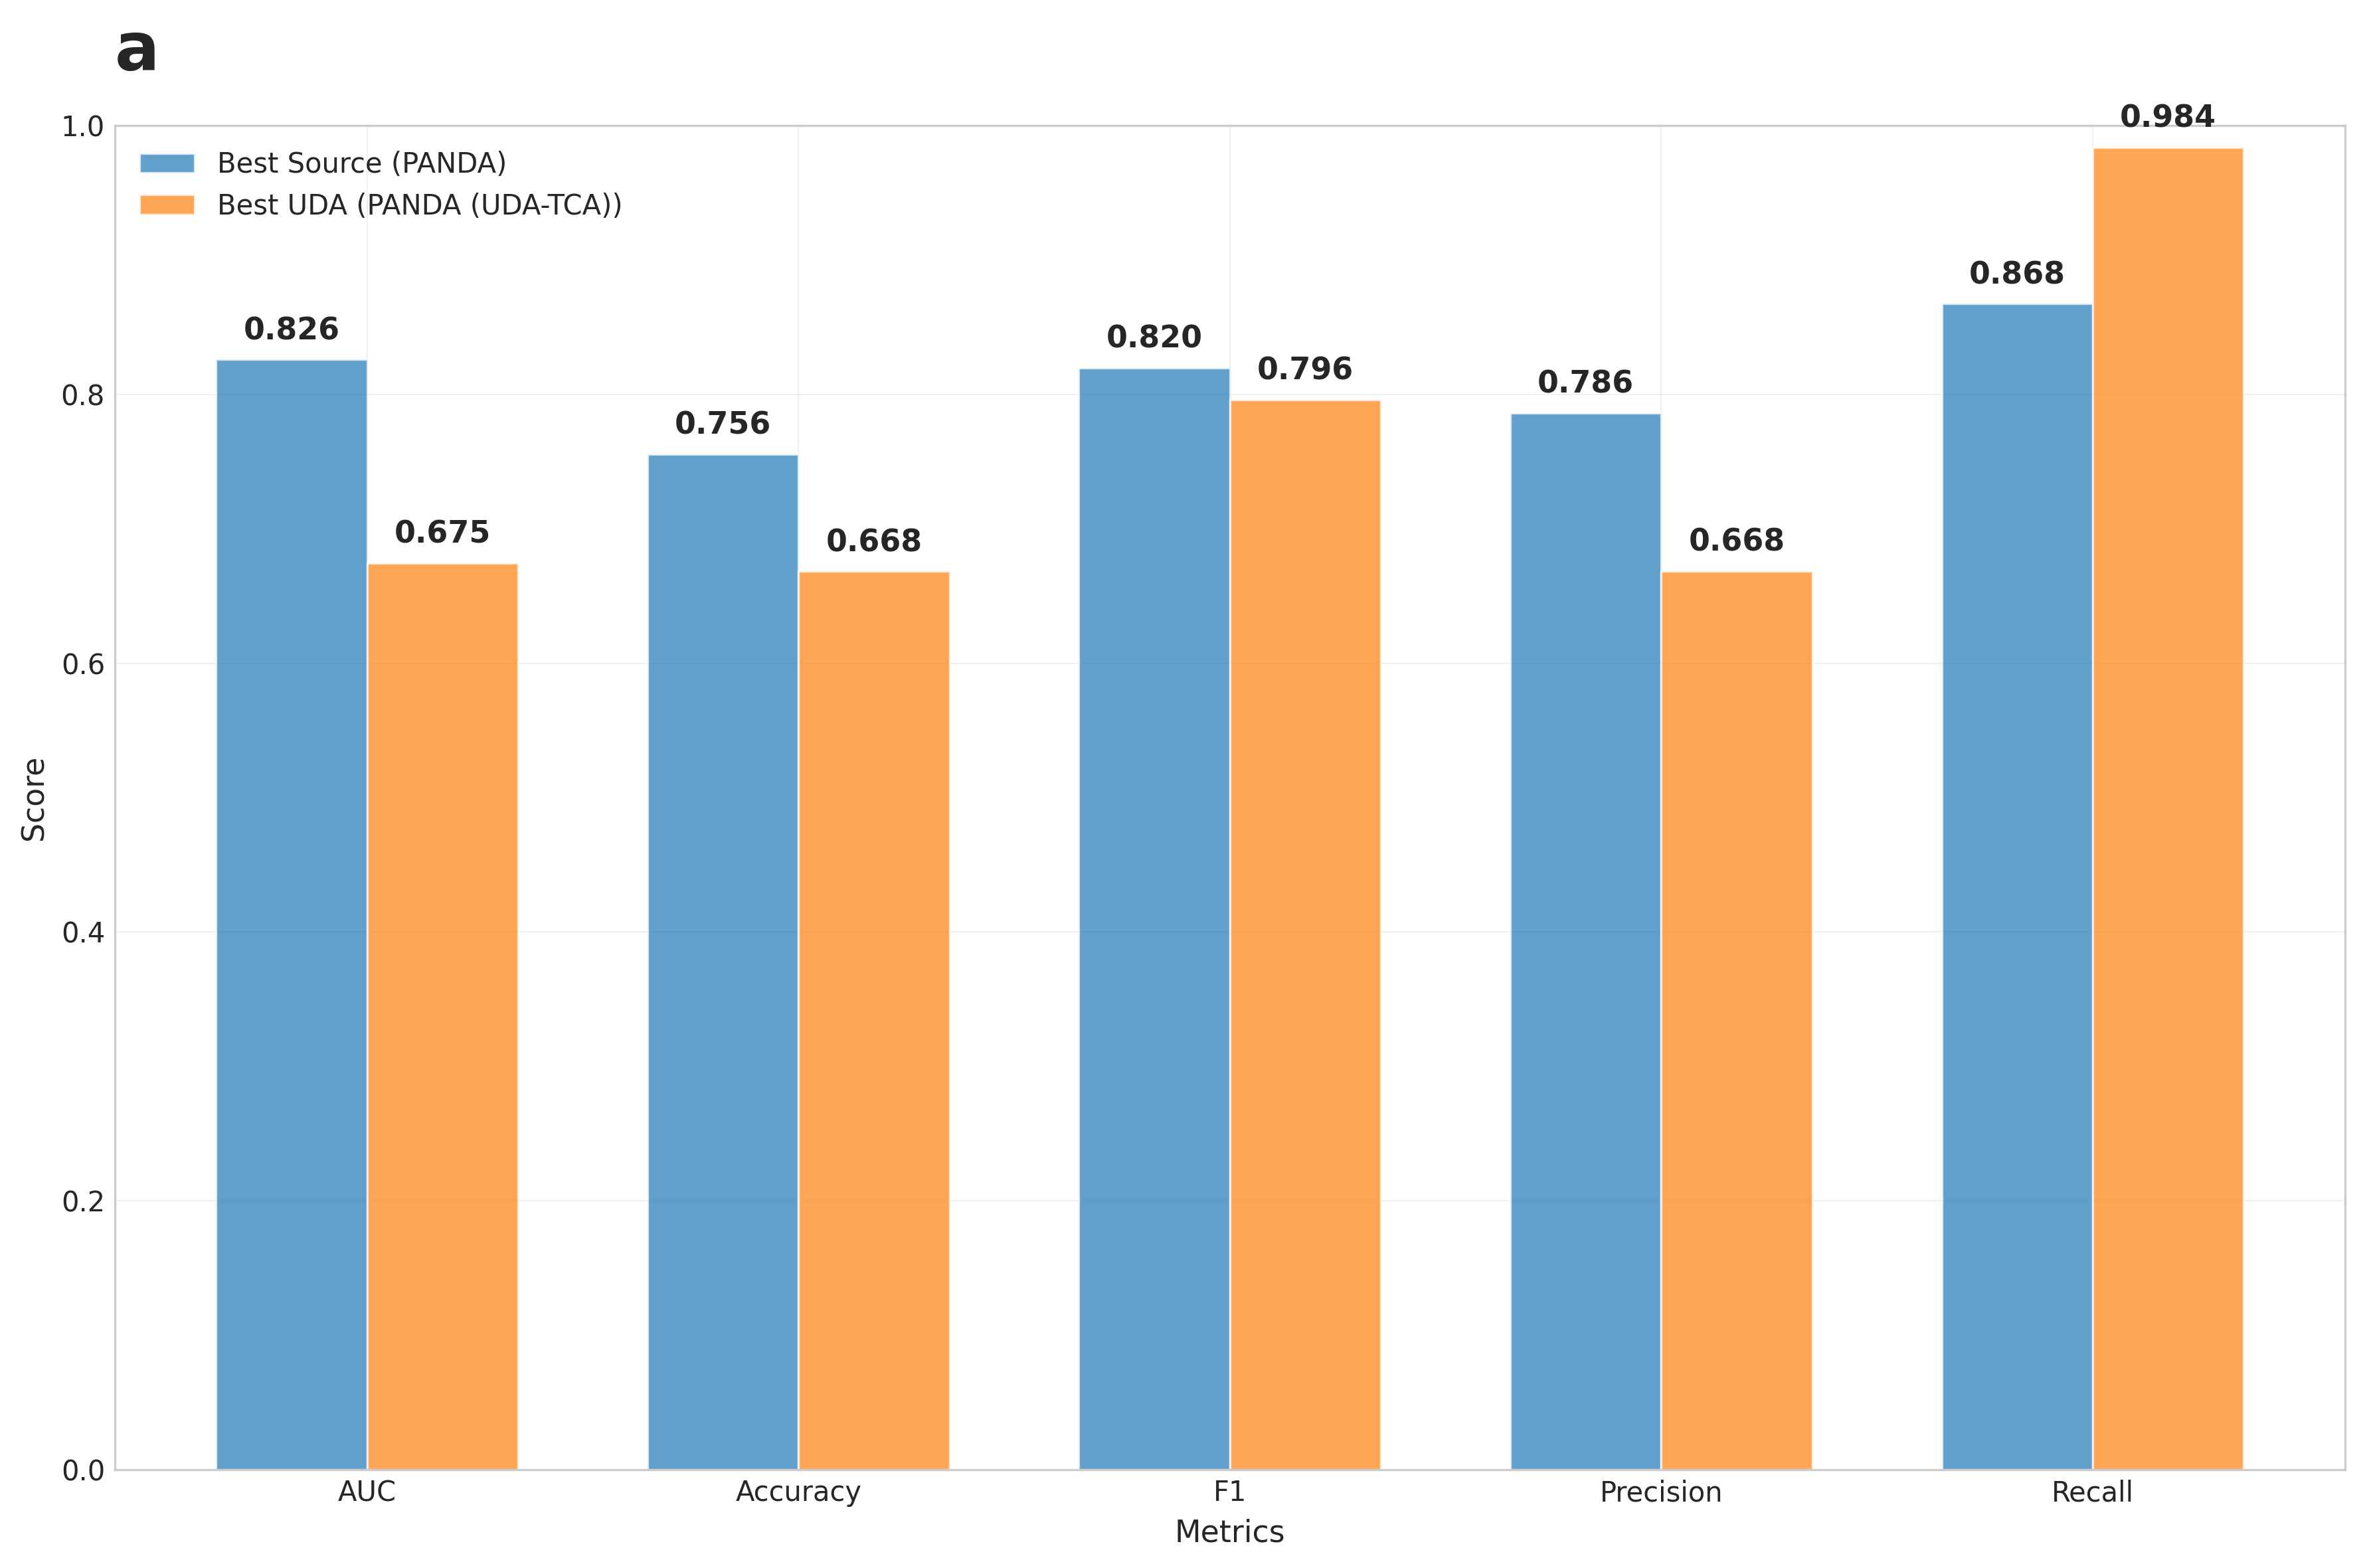 a
1.0
0.8
0.6
0.4
0.2
0.0
Score
Best Source (PANDA)
Best UDA (PANDA (UDA-TCA))
0.826
0.675
0.756
0.668
0.820
0.796
0.786
0.668
0.868
0.984
AUC
Accuracy
F1
Precision
Recall
Metrics